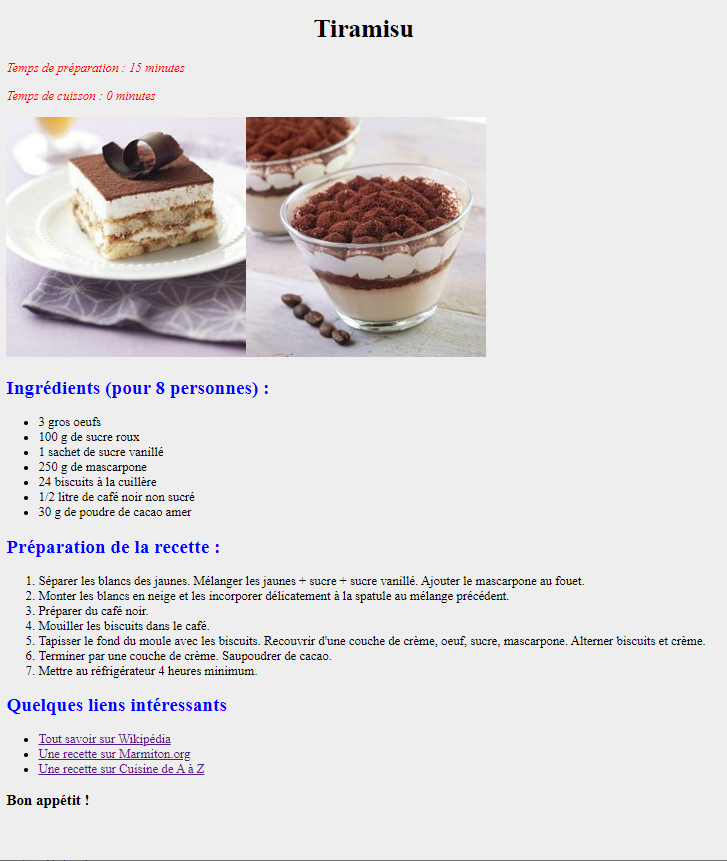 Tiramisu
Temps de préparation : 15 minutes
Temps de cuisson : 0 minutes
Ingrédients (pour 8 personnes) :
3 gros oeufs
100 g de sucre roux
1 sachet de sucre vanillé
250 g de mascarpone
24 biscuits à la cuillère
1/2 litre de café noir non sucré
30 g de poudre de cacao amer
Préparation de la recette :
1. Séparer les blancs des jaunes. Mélanger les jaunes + sucre + sucre vanillé. Ajouter le mascarpone au fouet.
2. Monter les blancs en neige et les incorporer délicatement à la spatule au mélange précédent.
3. Préparer du café noir.
4. Mouiller les biscuits dans le café.
5. Tapisser le fond du moule avec les biscuits. Recouvrir d'une couche de crème, oeuf, sucre, mascarpone. Alterner biscuits et crème.
6. Terminer par une couche de crème. Saupoudrer de cacao.
7. Mettre au réfrigérateur 4 heures minimum.
Quelques liens intéressants
Tout savoir sur Wikipédia
Une recette sur Marmiton.org
Une recette sur Cuisine de A à Z
Bon appétit !